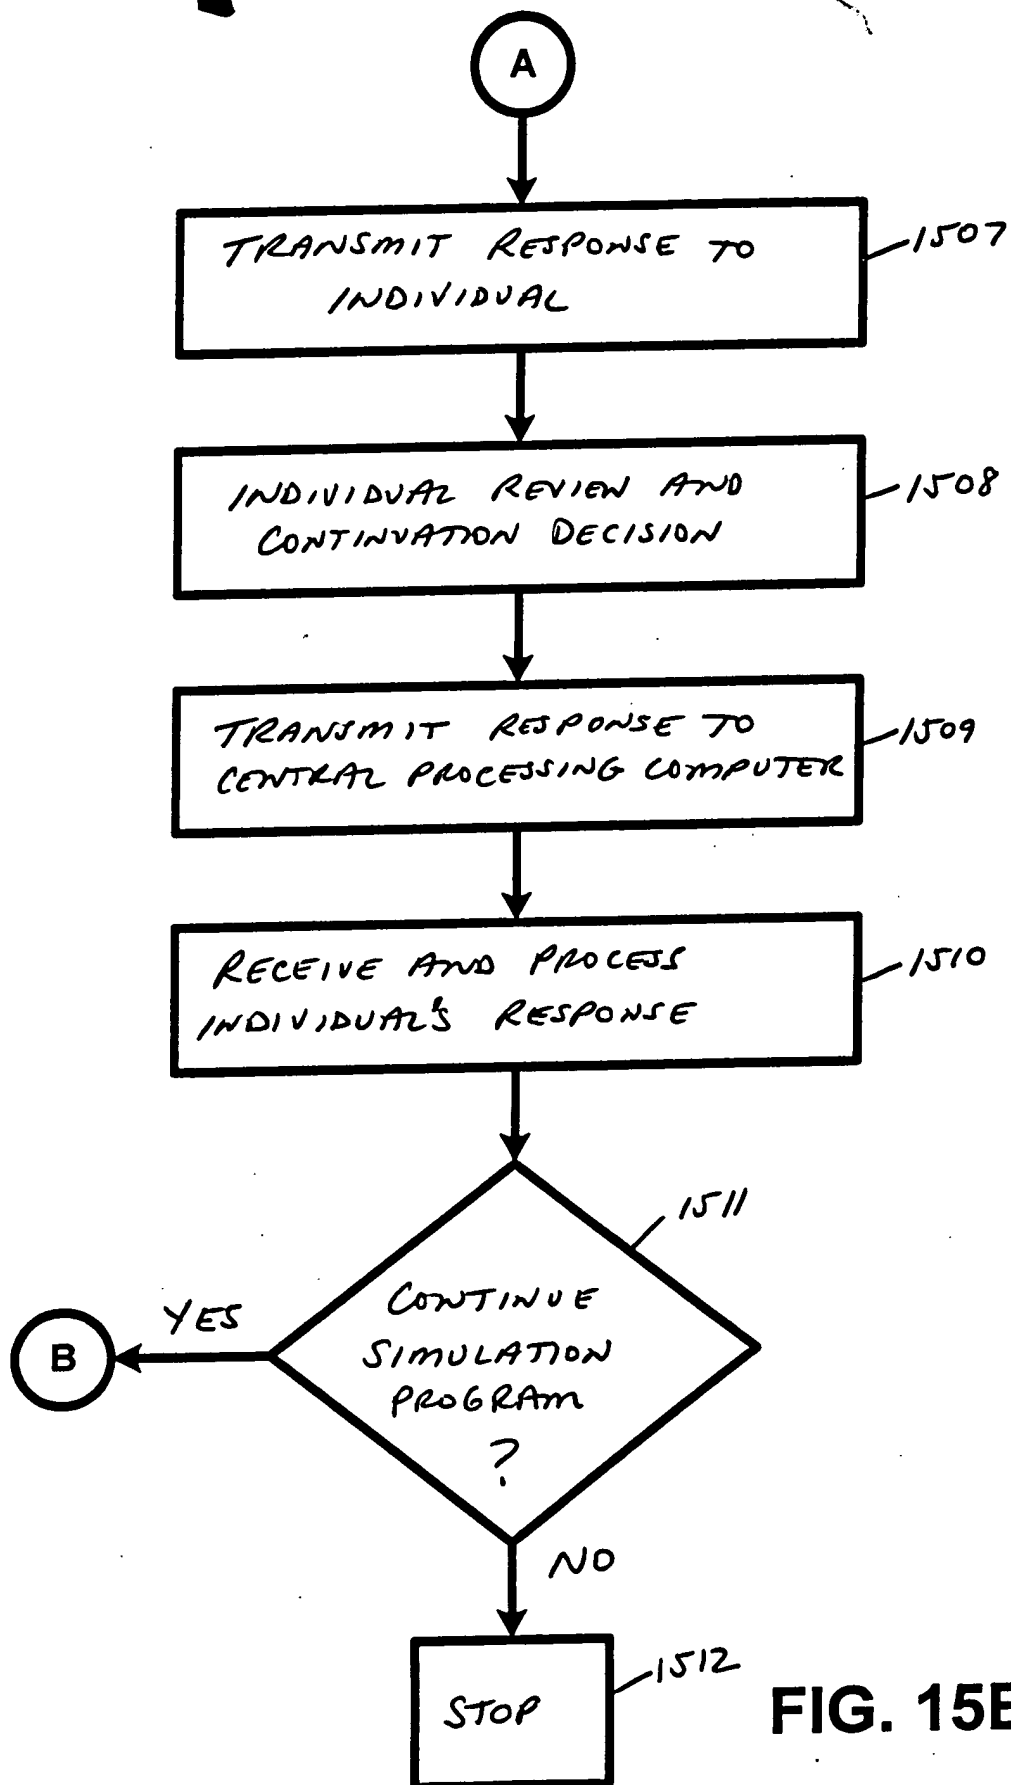 A
TRANSMIT RESPONSE TO
INDIVIDUAL
1507
INDIVIDUAL REVIEW AND
CONTINUATION DECISION
1508
TRANSMIT RESPONSE TO
CENTRAL PROCESSING COMPUTER
1509
RECEIVE AND PROCESS
INDIVIDUAL'S RESPONSE
1510
1511
CONTINUE
SIMULATION
PROGRAM
?
YES
B
NO
STOP
1512
FIG. 15B